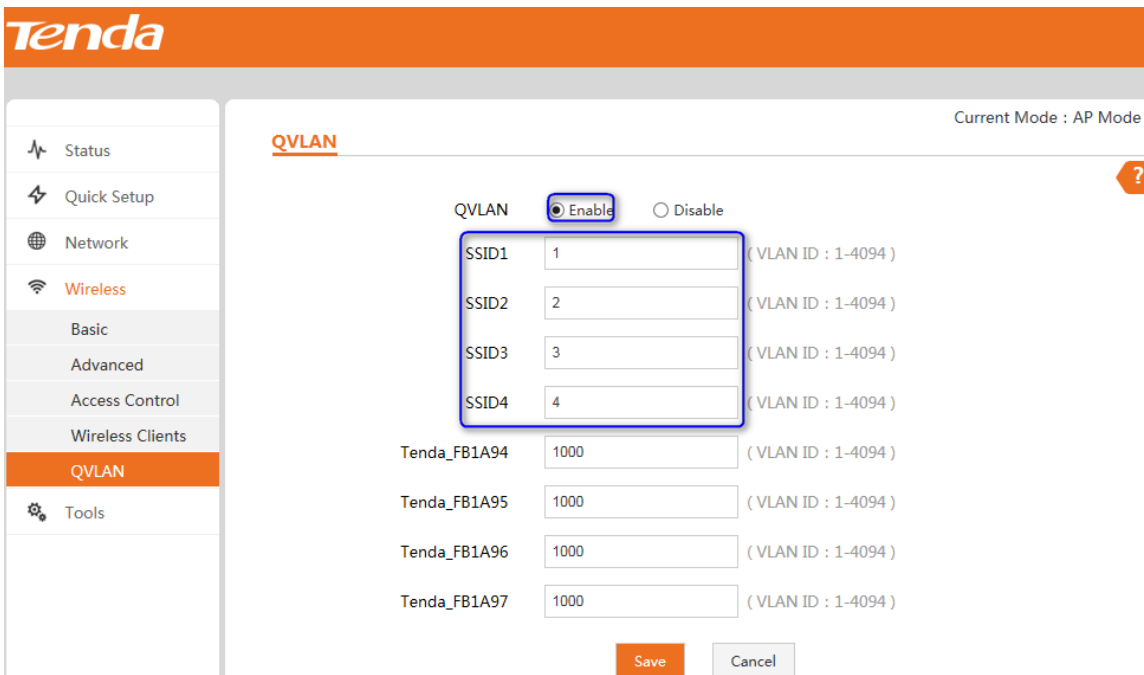 Tenda
Current Mode : AP Mode
Status
Quick Setup
Network
Wireless
Basic
Advanced
Access Control
Wireless Clients
QVLAN
Tools
QVLAN
?
QVLAN Enable Disable
SSID1 1 ( VLAN ID : 1-4094 )
SSID2 2 ( VLAN ID : 1-4094 )
SSID3 3 ( VLAN ID : 1-4094 )
SSID4 4 ( VLAN ID : 1-4094 )
Tenda_FB1A94 1000 ( VLAN ID : 1-4094 )
Tenda_FB1A95 1000 ( VLAN ID : 1-4094 )
Tenda_FB1A96 1000 ( VLAN ID : 1-4094 )
Tenda_FB1A97 1000 ( VLAN ID : 1-4094 )
Save Cancel